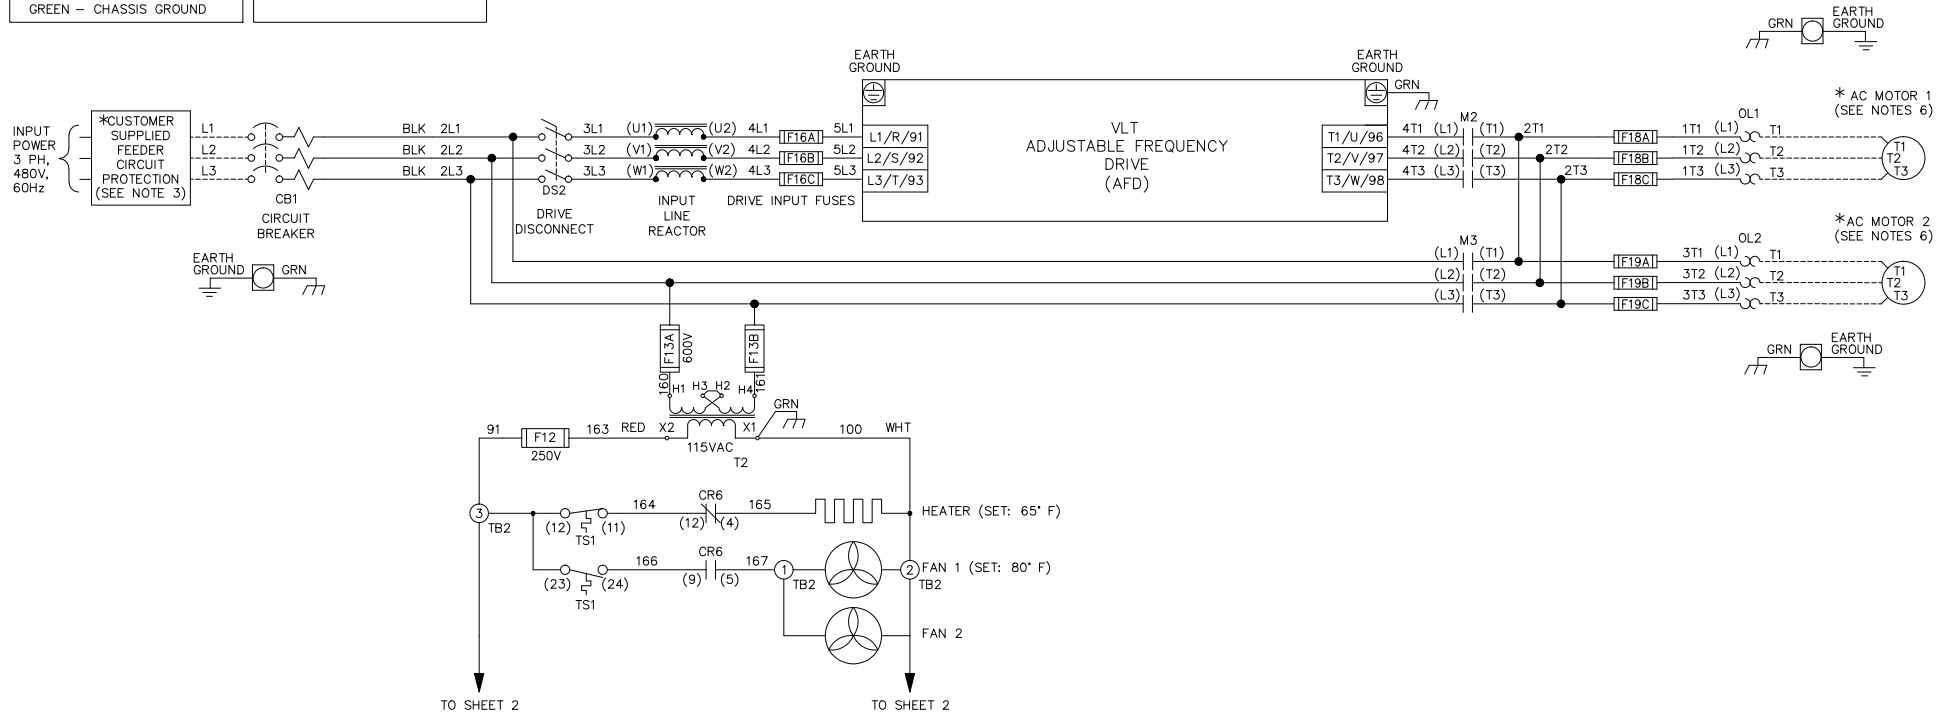 GREEN – CHASSIS GROUND
GRN
EARTH
GROUND
INPUT
POWER
3 PH,
480V,
60Hz
*CUSTOMER
SUPPLIED
FEEDER
CIRCUIT
PROTECTION
(SEE NOTE 3)
L1
L2
L3
CB1
CIRCUIT
BREAKER
BLK 2L1
BLK 2L2
BLK 2L3
DS2
DRIVE
DISCONNECT
3L1 (U1) (U2) 4L1 F16A 5L1
3L2 (V1) (V2) 4L2 F16B 5L2
3L3 (W1) (W2) 4L3 F16C 5L3
INPUT
LINE
REACTOR
DRIVE INPUT FUSES
EARTH
GROUND
L1/R/91
L2/S/92
L3/T/93
VLT
ADJUSTABLE FREQUENCY
DRIVE
(AFD)
EARTH
GROUND
GRN
T1/U/96
T2/V/97
T3/W/98
M2
4T1 (L1) (T1) 2T1 F18A 1T1 (L1) T1
4T2 (L2) (T2) 2T2 F18B 1T2 (L2) T2
4T3 (L3) (T3) 2T3 F18C 1T3 (L3) T3
OL1
* AC MOTOR 1
(SEE NOTES 6)
T1
T2
T3
EARTH
GROUND
GRN
M3
(L1) (T1) F19A 3T1 (L1) T1
(L2) (T2) F19B 3T2 (L2) T2
(L3) (T3) F19C 3T3 (L3) T3
OL2
*AC MOTOR 2
(SEE NOTES 6)
T1
T2
T3
GRN
EARTH
GROUND
F13A
600V
F13B
160
161
H1 H3 H2 H4
GRN
91 F12 163 RED X2 X1 100 WHT
250V
115VAC
T2
3
TB2
(12) (11)
TS1
164
CR6
(12) (4)
165
HEATER (SET: 65° F)
(23) (24)
TS1
166
CR6
(9) (5)
167
1
TB2
2
TB2
FAN 1 (SET: 80° F)
FAN 2
TO SHEET 2
TO SHEET 2